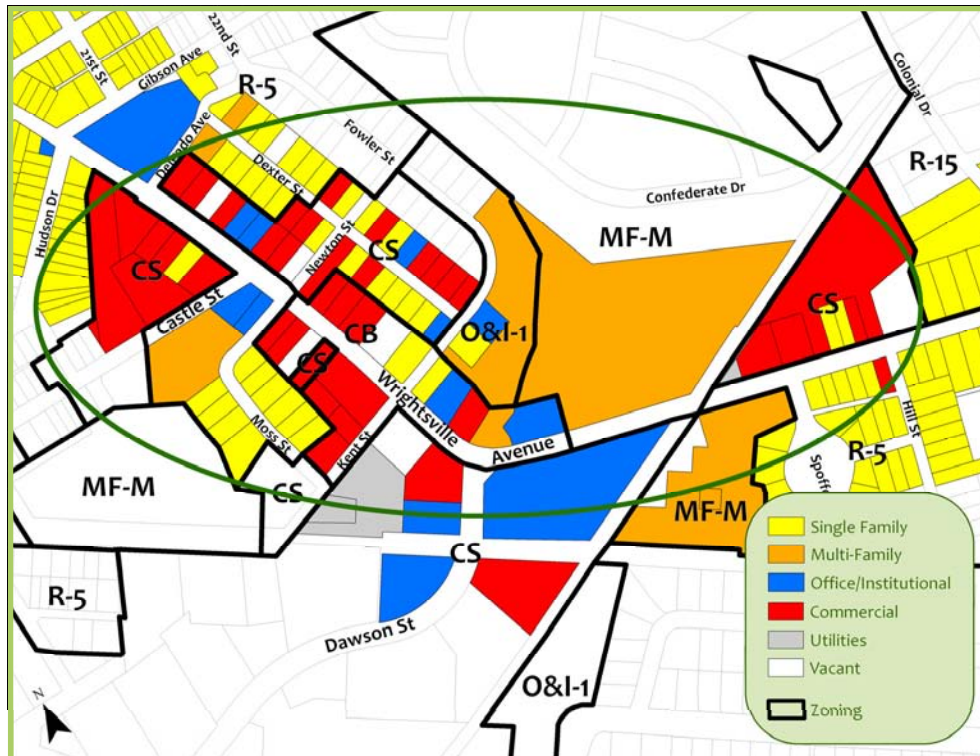 22nd St
21st St
Gibson Ave
R-5
Colonial Dr
Delgado Ave
Fowler St
R-15
Dexter St
Confederate Dr
Hudson Dr
MF-M
Newton St
CS
CS
CS
Castle St
O&I-1
CB
CS
Wrightsville
Moss St
Hill St
Kent St
Avenue
R-5
MF-M
CS
MF-M
CS
R-5
Dawson St
O&I-1
N
Single Family
Multi-Family
Office/Institutional
Commercial
Utilities
Vacant
Zoning